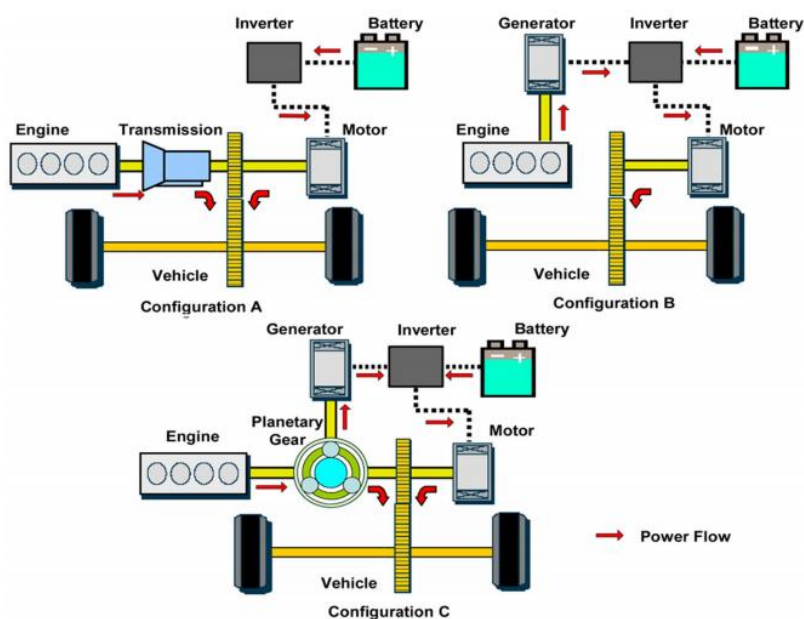 Inverter Battery
Engine Transmission Motor
Vehicle
Configuration A
Generator Inverter Battery
Engine Motor
Vehicle
Configuration B
Generator Inverter Battery
Planetary
Gear
Engine Motor
Vehicle
Configuration C
Power Flow